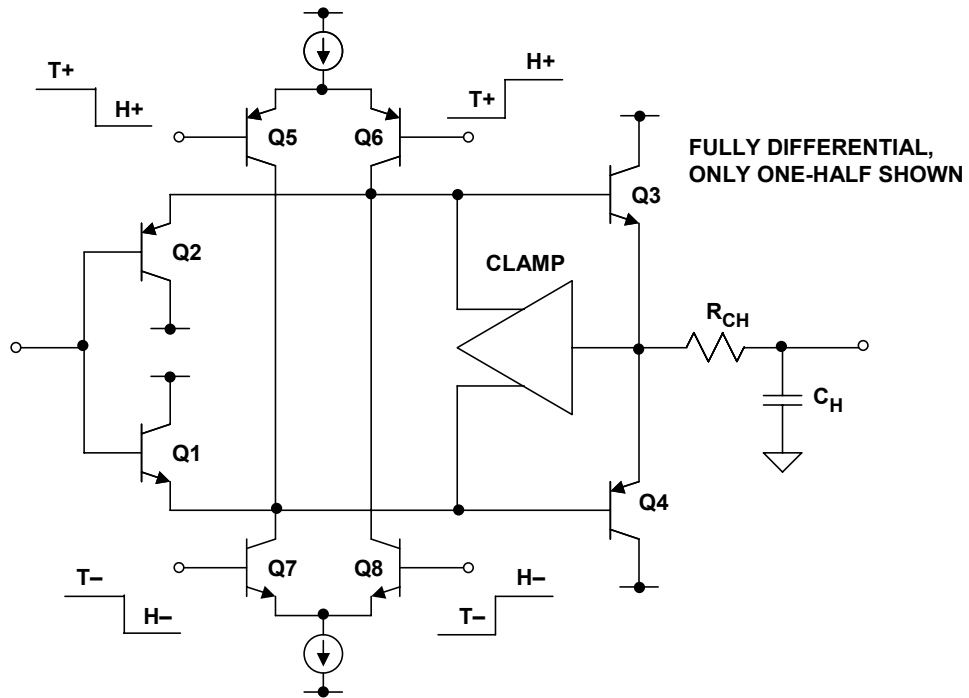 T+
H+
H+
T+
Q5
Q6
FULLY DIFFERENTIAL,
ONLY ONE-HALF SHOWN
Q3
Q2
CLAMP
RCH
CH
Q1
Q4
Q7
Q8
T–
H–
H–
T–